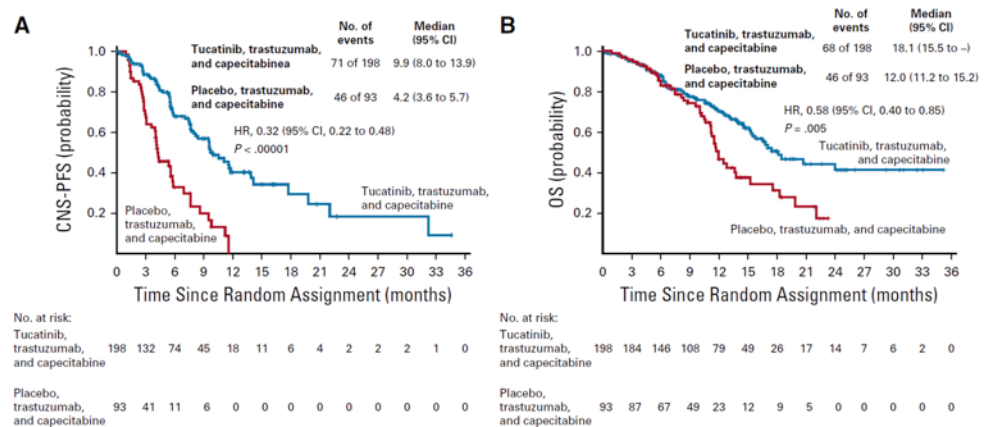 A
No. of events
Median (95% CI)
Tucatinib, trastuzumab, and capecitabinea
71 of 198
9.9 (8.0 to 13.9)
Placebo, trastuzumab, and capecitabine
46 of 93
4.2 (3.6 to 5.7)
HR, 0.32 (95% CI, 0.22 to 0.48)
P < .00001
Tucatinib, trastuzumab,
and capecitabine
Placebo,
trastuzumab,
and capecitabine
CNS-PFS (probability)
1.0
0.8
0.6
0.4
0.2
0 3 6 9 12 15 18 21 24 27 30 33 36
Time Since Random Assignment (months)
No. at risk:
Tucatinib,
trastuzumab, 198 132 74 45 18 11 6 4 2 2 2 1 0
and capecitabine
Placebo,
trastuzumab, 93 41 11 6 0 0 0 0 0 0 0 0 0
and capecitabine
B
No. of events
Median (95% CI)
Tucatinib, trastuzumab, and capecitabine
68 of 198
18.1 (15.5 to –)
Placebo, trastuzumab, and capecitabine
46 of 93
12.0 (11.2 to 15.2)
HR, 0.58 (95% CI, 0.40 to 0.85)
P = .005
Tucatinib, trastuzumab,
and capecitabine
Placebo, trastuzumab, and capecitabine
OS (probability)
1.0
0.8
0.6
0.4
0.2
0 3 6 9 12 15 18 21 24 27 30 33 36
Time Since Random Assignment (months)
No. at risk:
Tucatinib,
trastuzumab, 198 184 146 108 79 49 26 17 14 7 6 2 0
and capecitabine
Placebo,
trastuzumab, 93 87 67 49 23 12 9 5 0 0 0 0 0
and capecitabine